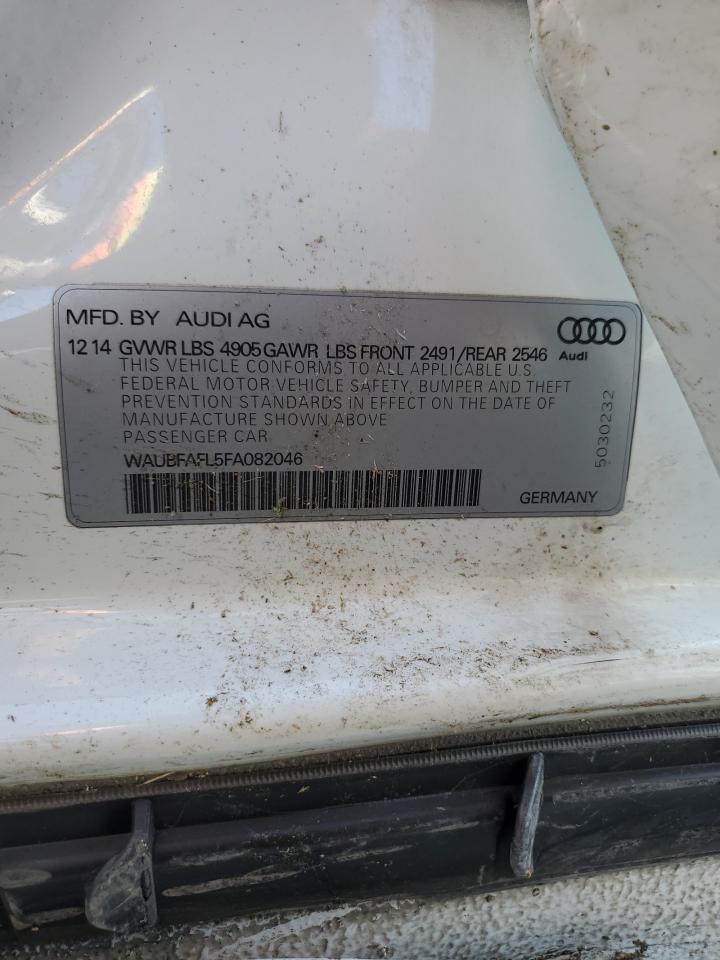 MFD. BY AUDI AG
12 14 GVWR LBS 4905 GAWR LBS FRONT 2491/REAR 2546
Audi
THIS VEHICLE CONFORMS TO ALL APPLICABLE U.S.
FEDERAL MOTOR VEHICLE SAFETY, BUMPER AND THEFT
PREVENTION STANDARDS IN EFFECT ON THE DATE OF
MANUFACTURE SHOWN ABOVE
PASSENGER CAR
WAUBFAFL5FA082046
5030232
GERMANY